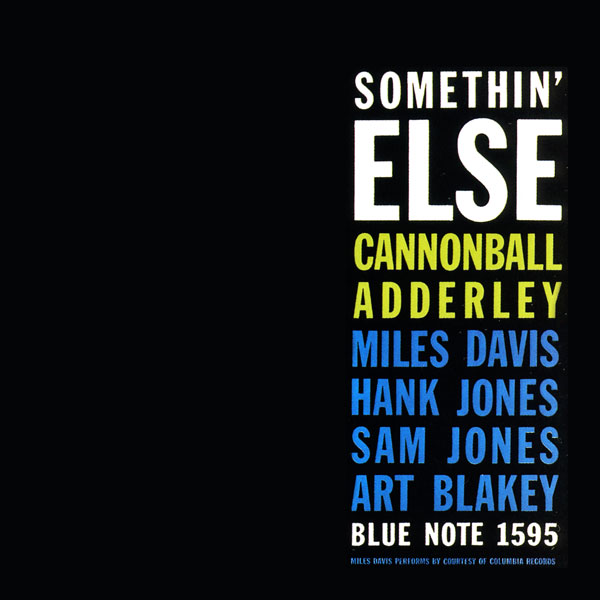 SOMETHIN'
ELSE
CANNONBALL
ADDERLEY
MILES DAVIS
HANK JONES
SAM JONES
ART BLAKEY
BLUE NOTE 1595
MILES DAVIS PERFORMS BY COURTESY OF COLUMBIA RECORDS